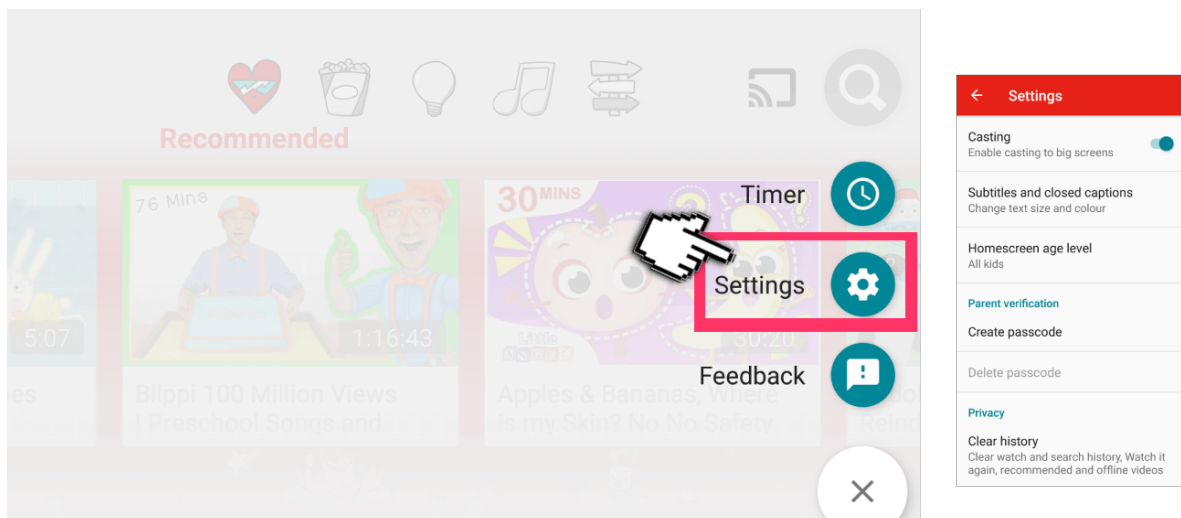 Recommended
76 Mins
5:07
1:16:43
30 MINS
30:20
Blippi 100 Million Views
| Preschool Songs and
Apples & Bananas, Where
is my Skin? No No Safety
Reind
Timer
Settings
Feedback
Settings
Casting
Enable casting to big screens
Subtitles and closed captions
Change text size and colour
Homescreen age level
All kids
Parent verification
Create passcode
Delete passcode
Privacy
Clear history
Clear watch and search history, Watch it
again, recommended and offline videos